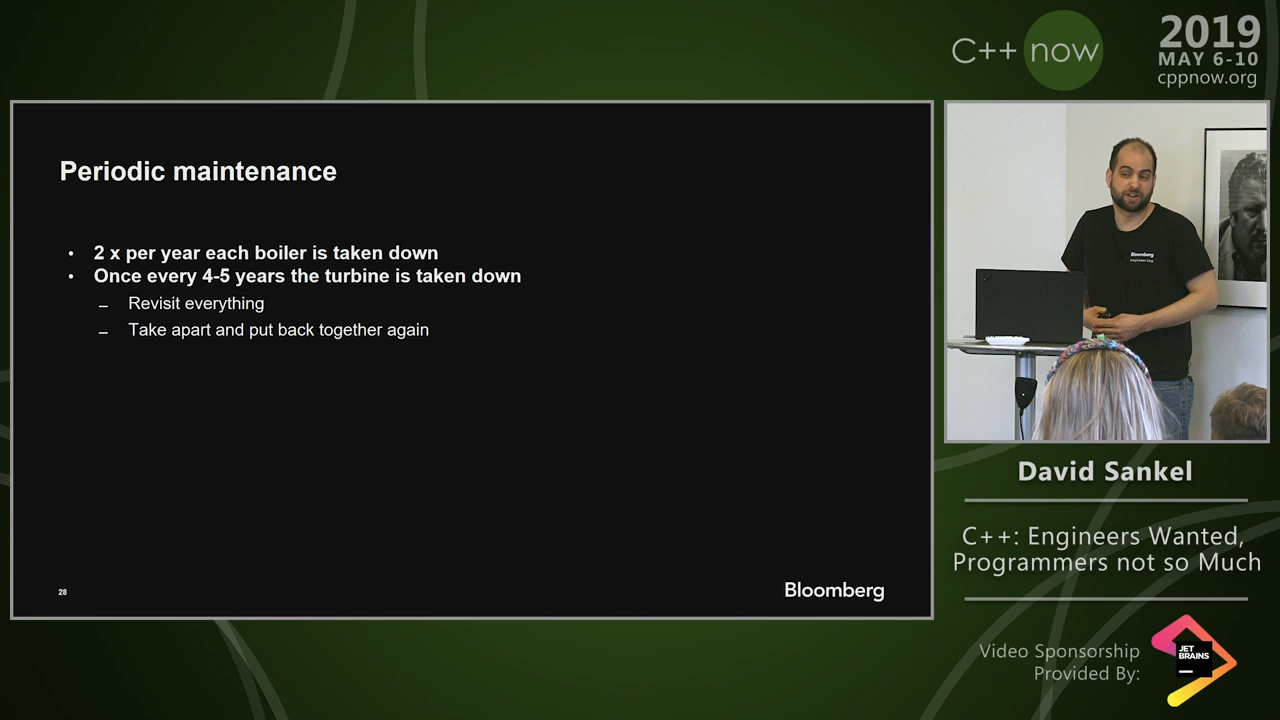 C++ now
2019
MAY 6-10
cppnow.org
Periodic maintenance
• 2 x per year each boiler is taken down
• Once every 4-5 years the turbine is taken down
– Revisit everything
– Take apart and put back together again
28
Bloomberg
Bloomberg
David Sankel
C++: Engineers Wanted,
Programmers not so Much
Video Sponsorship
Provided By:
JET
BRAINS